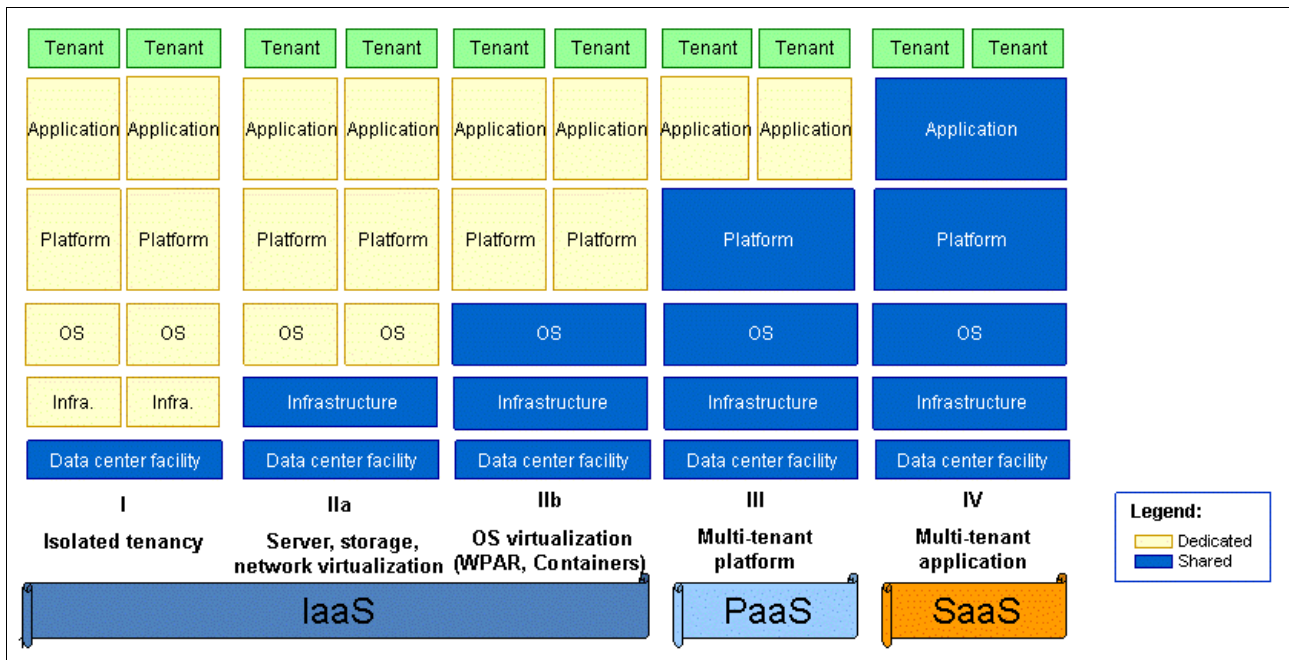 Tenant Tenant Tenant Tenant Tenant Tenant Tenant Tenant Tenant Tenant
Application Application Application Application Application Application Application Application Application
Platform Platform Platform Platform Platform Platform Platform Platform
OS OS OS OS OS OS OS
Infra. Infra. Infrastructure Infrastructure Infrastructure Infrastructure
Data center facility Data center facility Data center facility Data center facility Data center facility
I IIa IIb III IV
Isolated tenancy
Server, storage,
network virtualization
OS virtualization
(WPAR, Containers)
Multi-tenant
platform
Multi-tenant
application
Legend:
Dedicated
Shared
IaaS PaaS SaaS